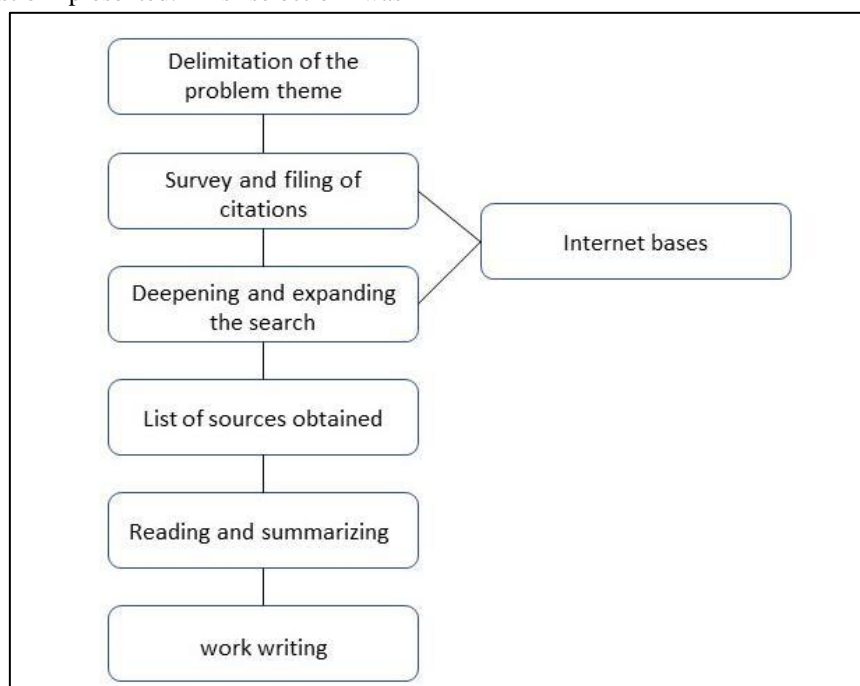 Delimitation of the
problem theme
Survey and filing of
citations
Internet bases
Deepening and expanding
the search
List of sources obtained
Reading and summarizing
work writing